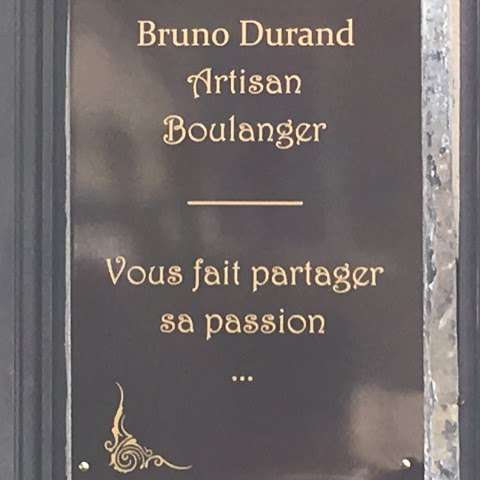 Bruno Durand
Artisan
Boulanger
Vous fait partager
sa passion
...